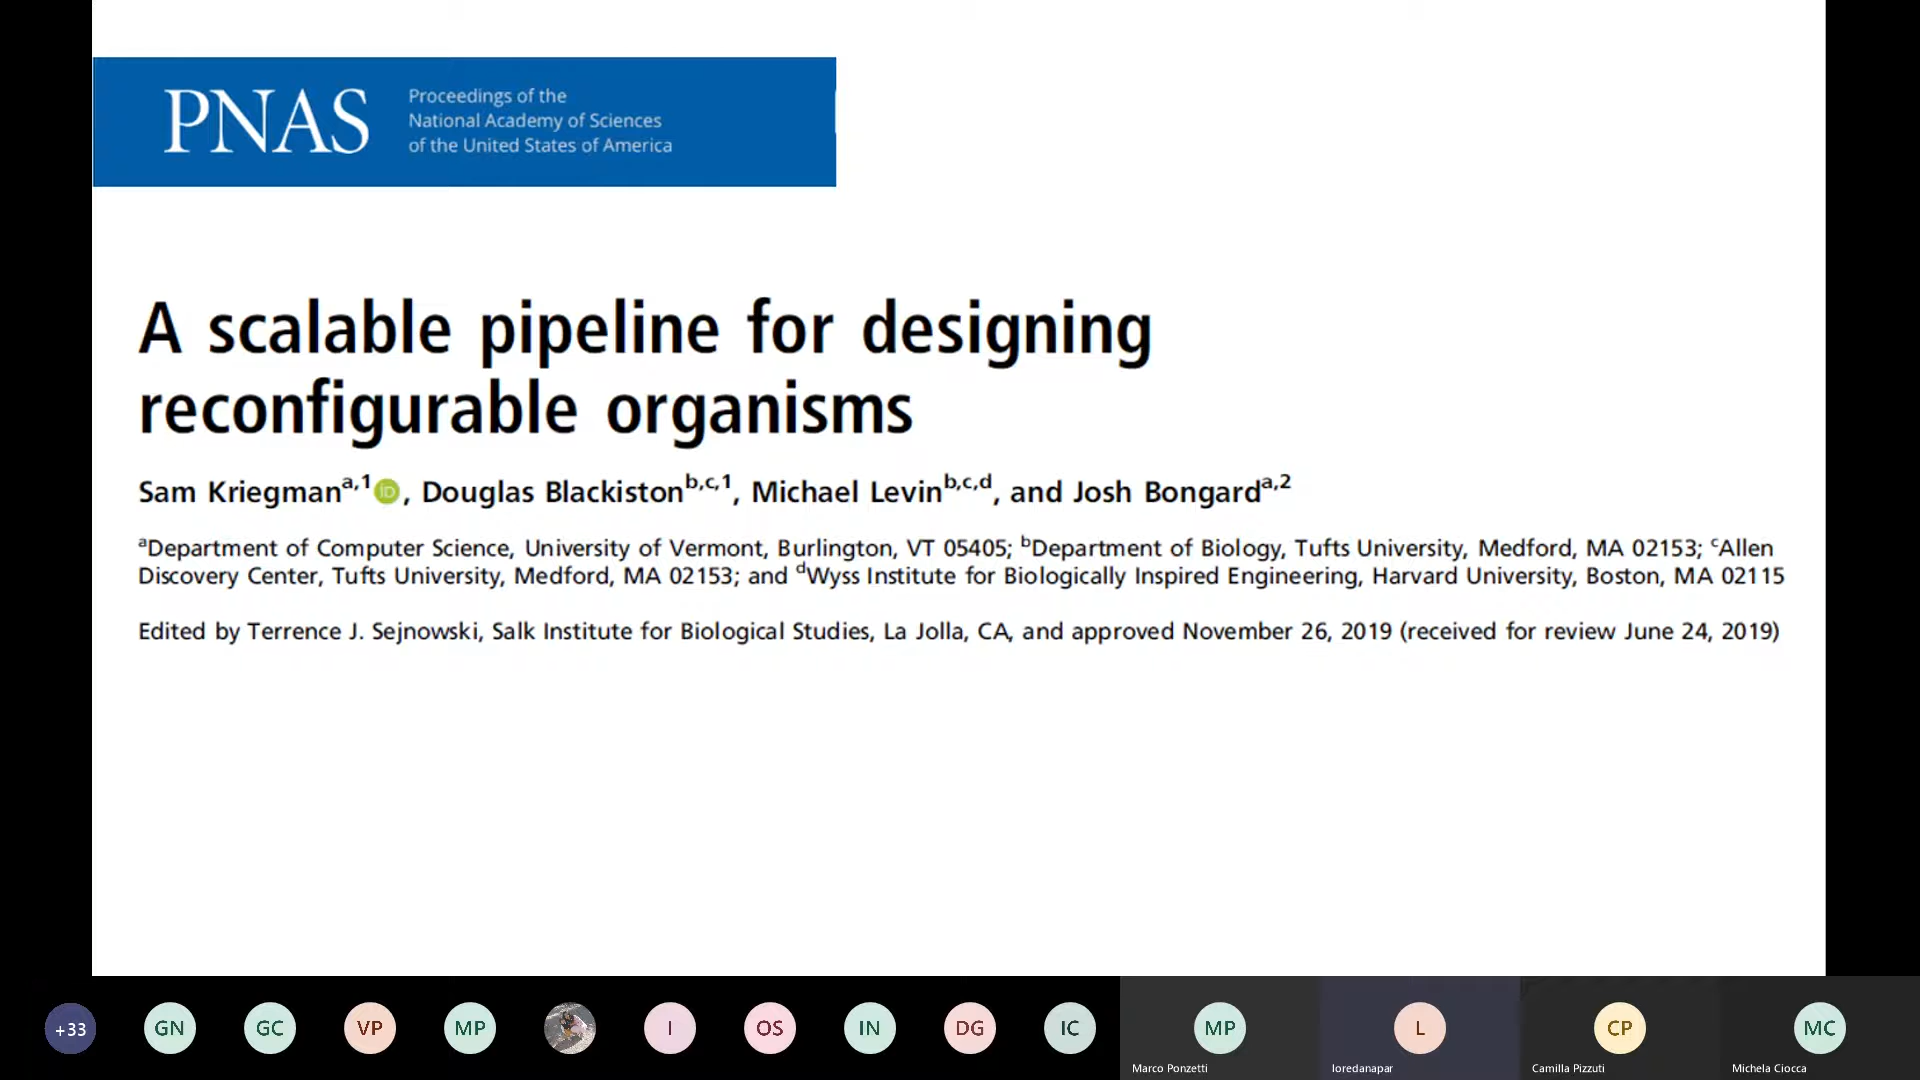 PNAS
Proceedings of the
National Academy of Sciences
of the United States of America
A scalable pipeline for designing
reconfigurable organisms
Sam Kriegmanᵃ,¹ iD, Douglas Blackistonᵇ,ᶜ,¹, Michael Levinᵇ,ᶜ,ᵈ, and Josh Bongardᵃ,²
ᵃDepartment of Computer Science, University of Vermont, Burlington, VT 05405; ᵇDepartment of Biology, Tufts University, Medford, MA 02153; ᶜAllen
Discovery Center, Tufts University, Medford, MA 02153; and ᵈWyss Institute for Biologically Inspired Engineering, Harvard University, Boston, MA 02115
Edited by Terrence J. Sejnowski, Salk Institute for Biological Studies, La Jolla, CA, and approved November 26, 2019 (received for review June 24, 2019)
+33 GN GC VP MP I OS IN DG IC MP L CP MC
Marco Ponzetti loredanapar Camilla Pizzuti Michela Ciocca